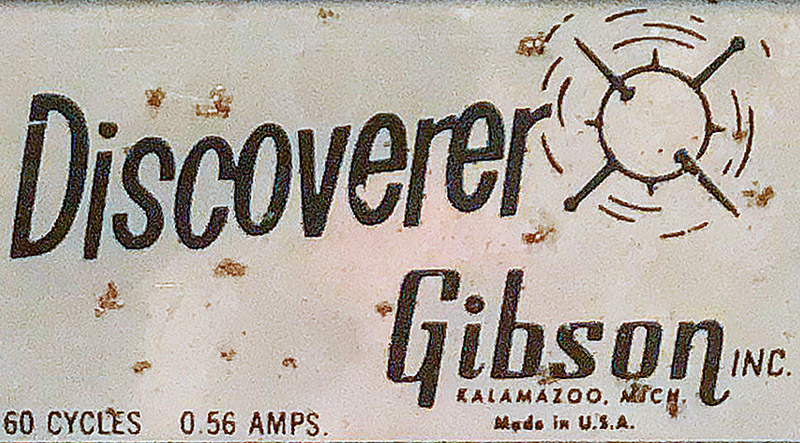 Discoverer
Gibson INC.
KALAMAZOO, MICH.
Made in U.S.A.
60 CYCLES 0.56 AMPS.